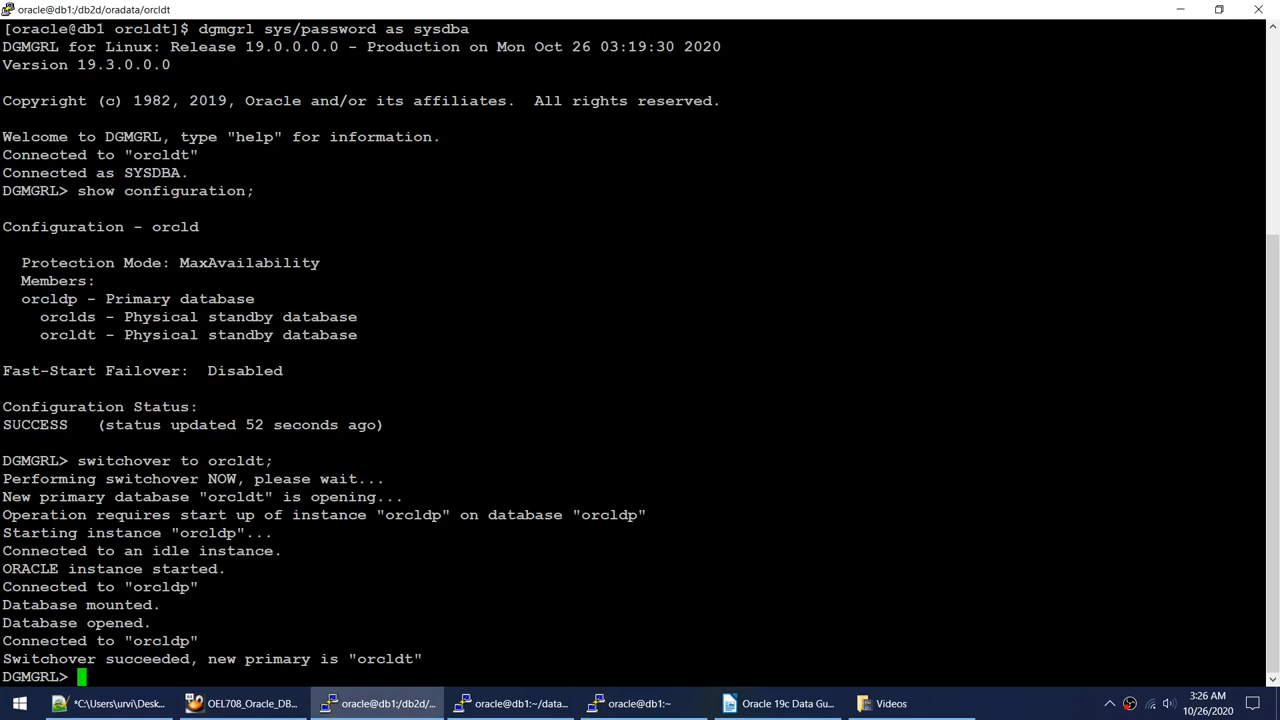 oracle@db1:/db2d/oradata/orcldt
[oracle@db1 orcldt]$ dgmgrl sys/password as sysdba
DGMGRL for Linux: Release 19.0.0.0.0 - Production on Mon Oct 26 03:19:30 2020
Version 19.3.0.0.0
Copyright (c) 1982, 2019, Oracle and/or its affiliates.  All rights reserved.
Welcome to DGMGRL, type "help" for information.
Connected to "orcldt"
Connected as SYSDBA.
DGMGRL> show configuration;
Configuration - orcld
Protection Mode: MaxAvailability
Members:
orcldp - Primary database
orclds - Physical standby database
orcldt - Physical standby database
Fast-Start Failover:  Disabled
Configuration Status:
SUCCESS   (status updated 52 seconds ago)
DGMGRL> switchover to orcldt;
Performing switchover NOW, please wait...
New primary database "orcldt" is opening...
Operation requires start up of instance "orcldp" on database "orcldp"
Starting instance "orcldp"...
Connected to an idle instance.
ORACLE instance started.
Connected to "orcldp"
Database mounted.
Database opened.
Connected to "orcldp"
Switchover succeeded, new primary is "orcldt"
DGMGRL>
*C:\Users\urvi\Desk... OEL708_Oracle_DB... oracle@db1:/db2d/... oracle@db1:~/data... oracle@db1:~ Oracle 19c Data Gu... Videos 3:26 AM
10/26/2020